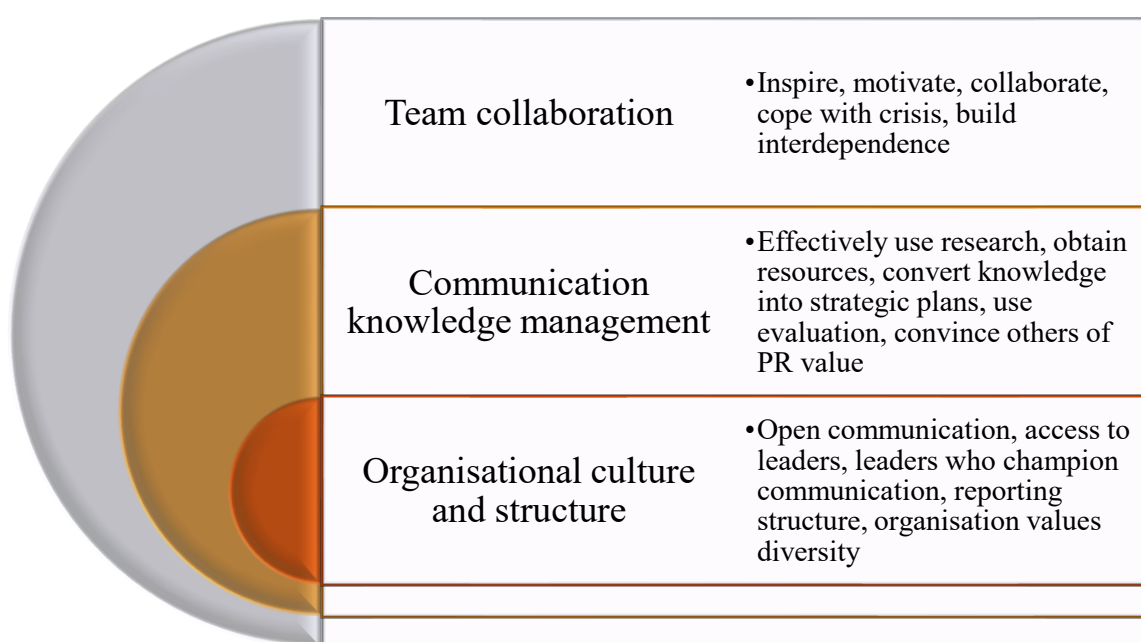 Team collaboration
•Inspire, motivate, collaborate,
cope with crisis, build
interdependence
Communication
knowledge management
•Effectively use research, obtain
resources, convert knowledge
into strategic plans, use
evaluation, convince others of
PR value
Organisational culture
and structure
•Open communication, access to
leaders, leaders who champion
communication, reporting
structure, organisation values
diversity